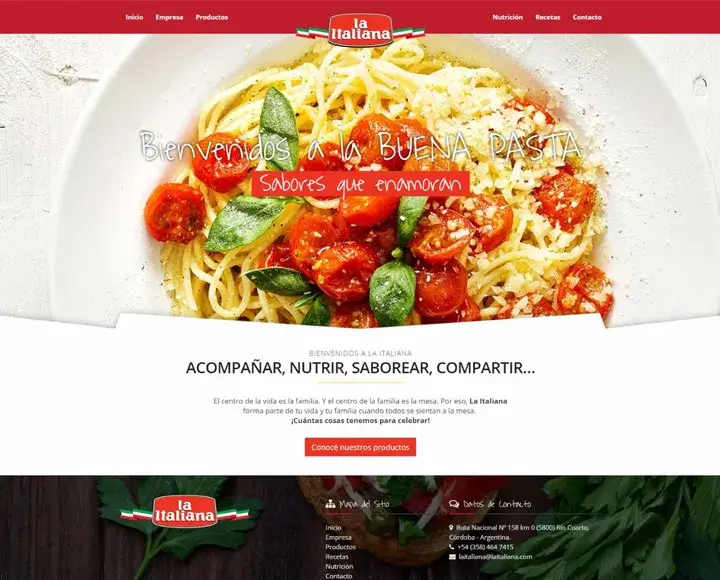 Inicio Empresa Productos
la Italiana
Nutrición Recetas Contacto
Bienvenidos a la BUENA PASTA
Sabores que enamoran
BIENVENIDOS A LA ITALIANA
ACOMPAÑAR, NUTRIR, SABOREAR, COMPARTIR...
El centro de la vida es la familia. Y el centro de la familia es la mesa. Por eso, La Italiana
forma parte de tu vida y tu familia cuando todos se sientan a la mesa.
¡Cuántas cosas tenemos para celebrar!
Conocé nuestros productos
la
Italiana
Mapa del Sitio
Inicio
Empresa
Productos
Recetas
Nutrición
Contacto
Datos de Contacto
Ruta Nacional Nº 158 km 0 (5800) Río Cuarto,
Córdoba - Argentina.
+54 (358) 464 7415
laitaliana@laitaliana.com